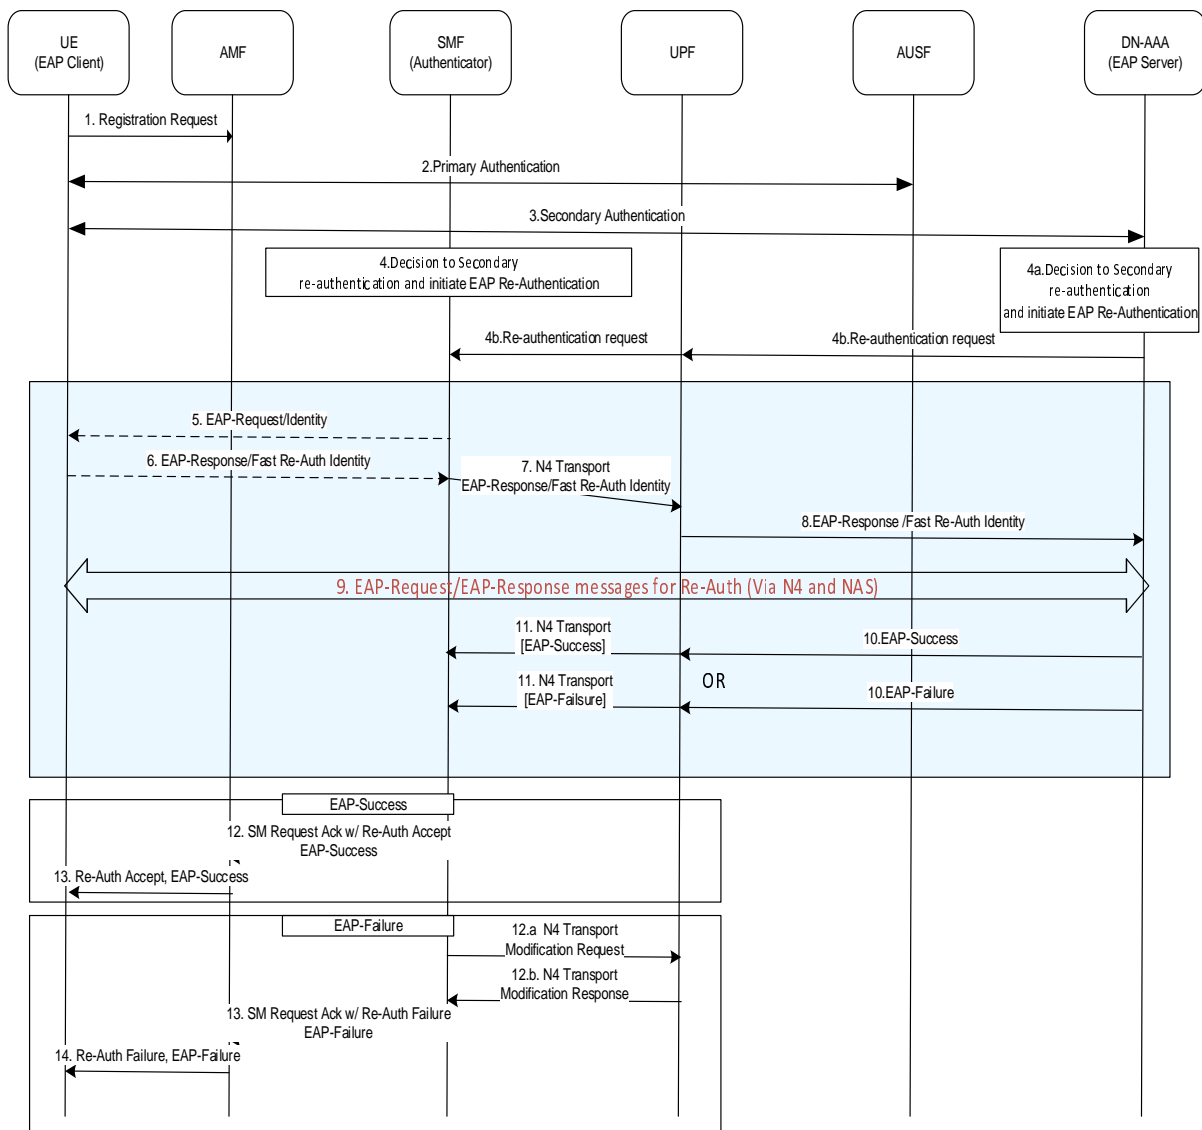 UE
(EAP Client)
AMF
SMF
(Authenticator)
UPF
AUSF
DN-AAA
(EAP Server)
1. Registration Request
2.Primary Authentication
3.Secondary Authentication
4.Decision to Secondary
re-authentication and initiate EAP Re-Authentication
4a.Decision to Secondary
re-authentication
and initiate EAP Re-Authentication
4b.Re-authentication request
4b.Re-authentication request
5. EAP-Request/Identity
6. EAP-Response/Fast Re-Auth Identity
7. N4 Transport
EAP-Response/Fast Re-Auth Identity
8.EAP-Response /Fast Re-Auth Identity
9. EAP-Request/EAP-Response messages for Re-Auth (Via N4 and NAS)
11. N4 Transport
[EAP-Success]
10.EAP-Success
OR
11. N4 Transport
[EAP-Failsure]
10.EAP-Failure
EAP-Success
12. SM Request Ack w/ Re-Auth Accept
EAP-Success
13. Re-Auth Accept, EAP-Success
EAP-Failure
12.a N4 Transport
Modification Request
12.b. N4 Transport
Modification Response
13. SM Request Ack w/ Re-Auth Failure
EAP-Failure
14. Re-Auth Failure, EAP-Failure